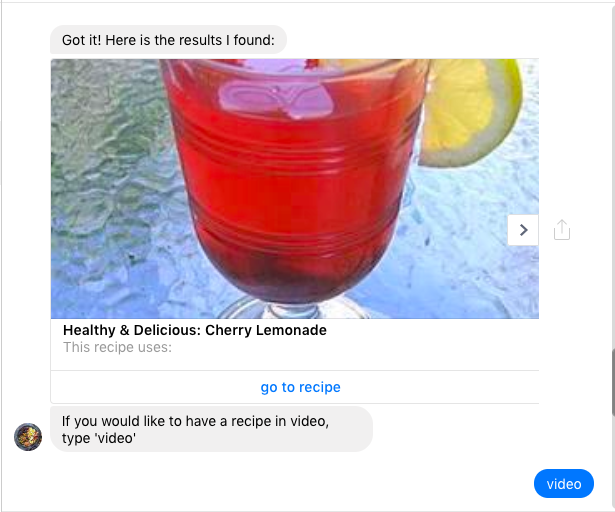 Got it! Here is the results I found:
Healthy & Delicious: Cherry Lemonade
This recipe uses:
go to recipe
If you would like to have a recipe in video,
type 'video'
video